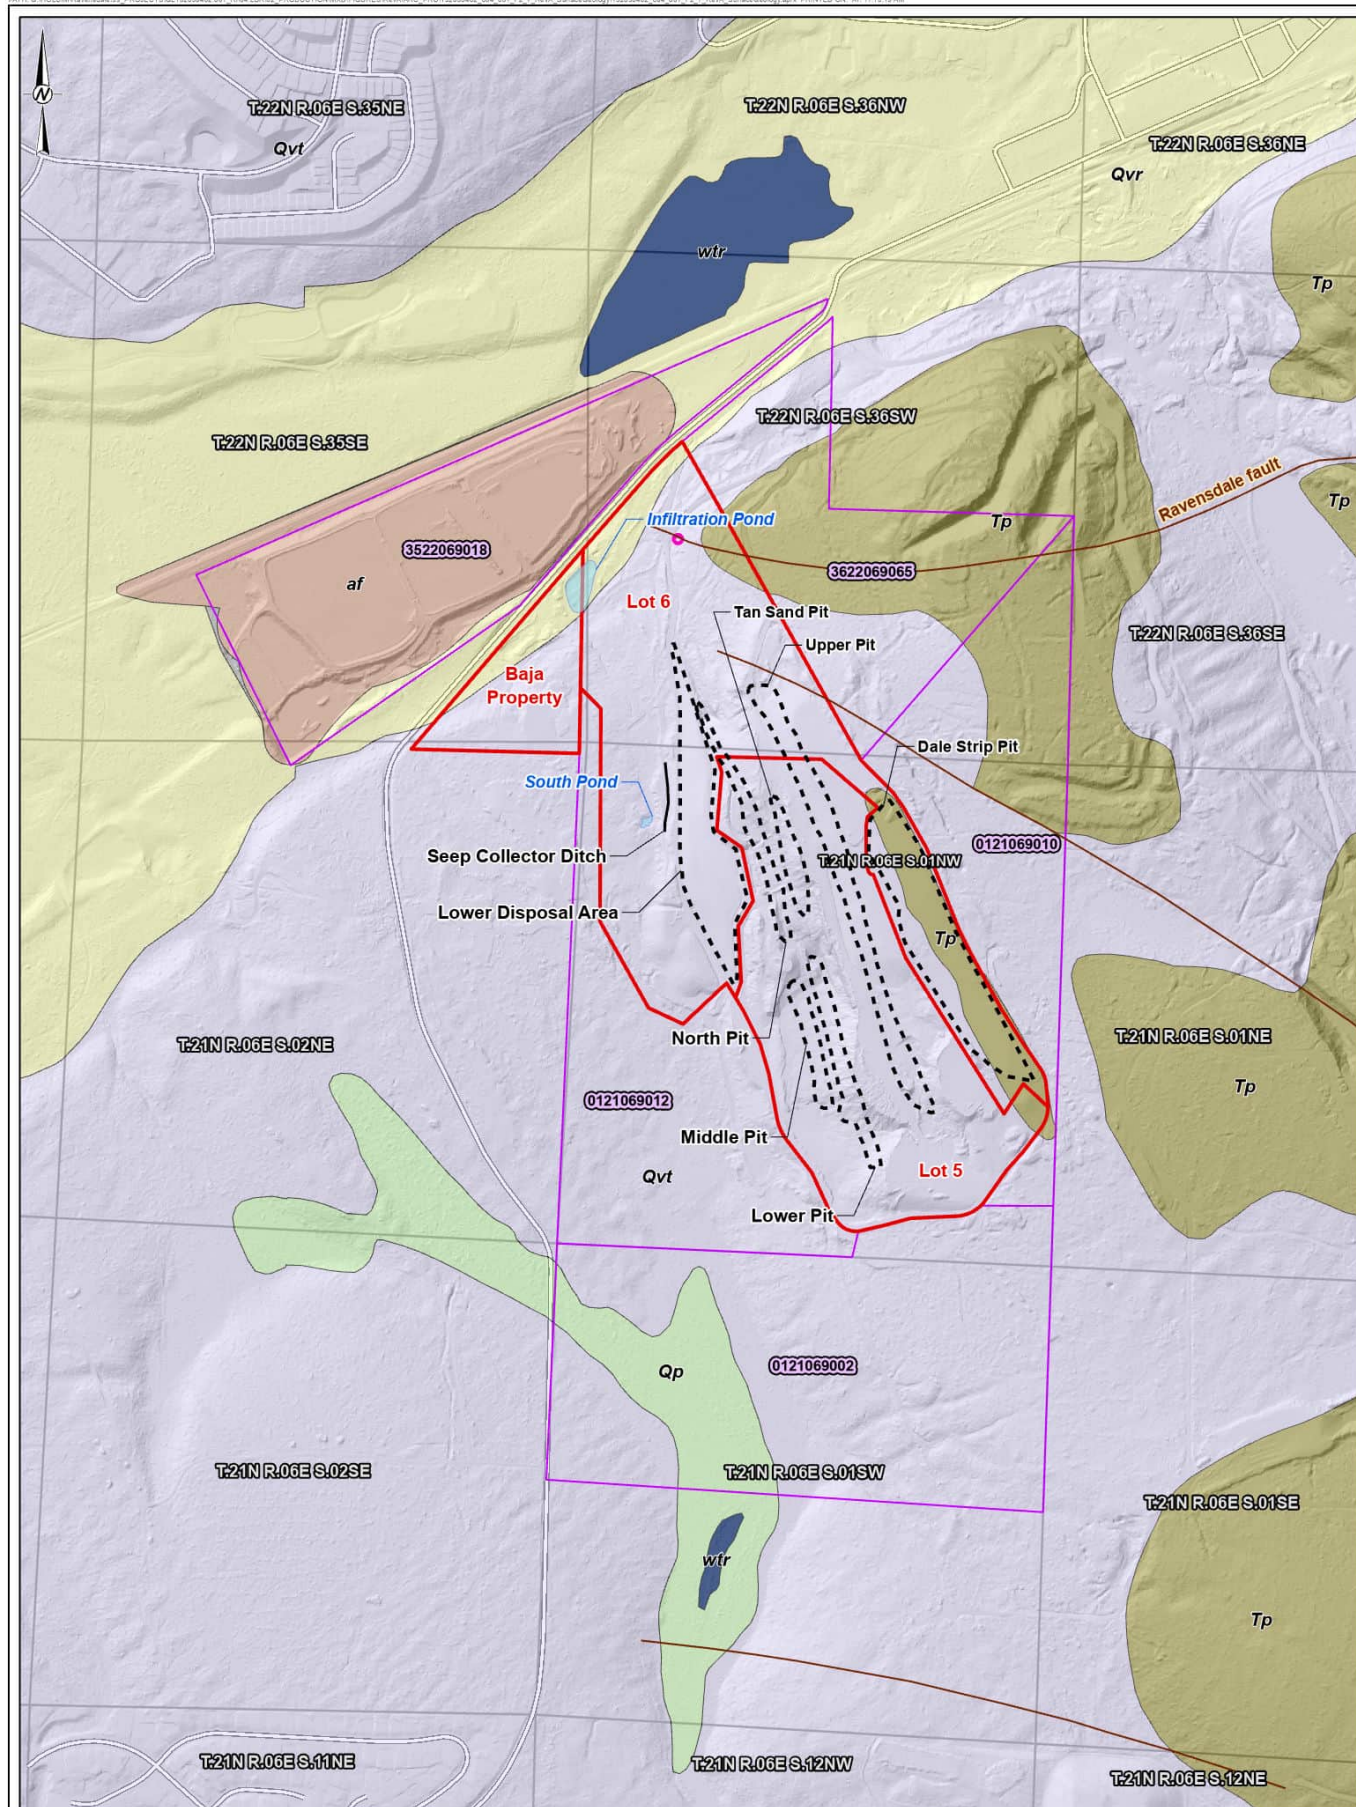 N
T.22N R.06E S.35NE
T.22N R.06E S.36NW
Qvt
T.22N R.06E S.36NE
Qvr
wtr
Tp
T.22N R.06E S.36SW
T.22N R.06E S.35SE
Ravensdale fault
Tp
Tp
Infiltration Pond
3522069018
3622069065
af
Lot 6
Tan Sand Pit
T.22N R.06E S.36SE
Upper Pit
Baja
Property
Dale Strip Pit
South Pond
0121069010
Seep Collector Ditch
T.21N R.06E S.01NW
Lower Disposal Area
Tp
North Pit
T.21N R.06E S.01NE
T.21N R.06E S.02NE
Tp
0121069012
Middle Pit
Qvt
Lot 5
Lower Pit
Qp
0121069002
T.21N R.06E S.02SE
T.21N R.06E S.01SW
T.21N R.06E S.01SE
wtr
Tp
T.21N R.06E S.11NE
T.21N R.06E S.12NW
T.21N R.06E S.12NE